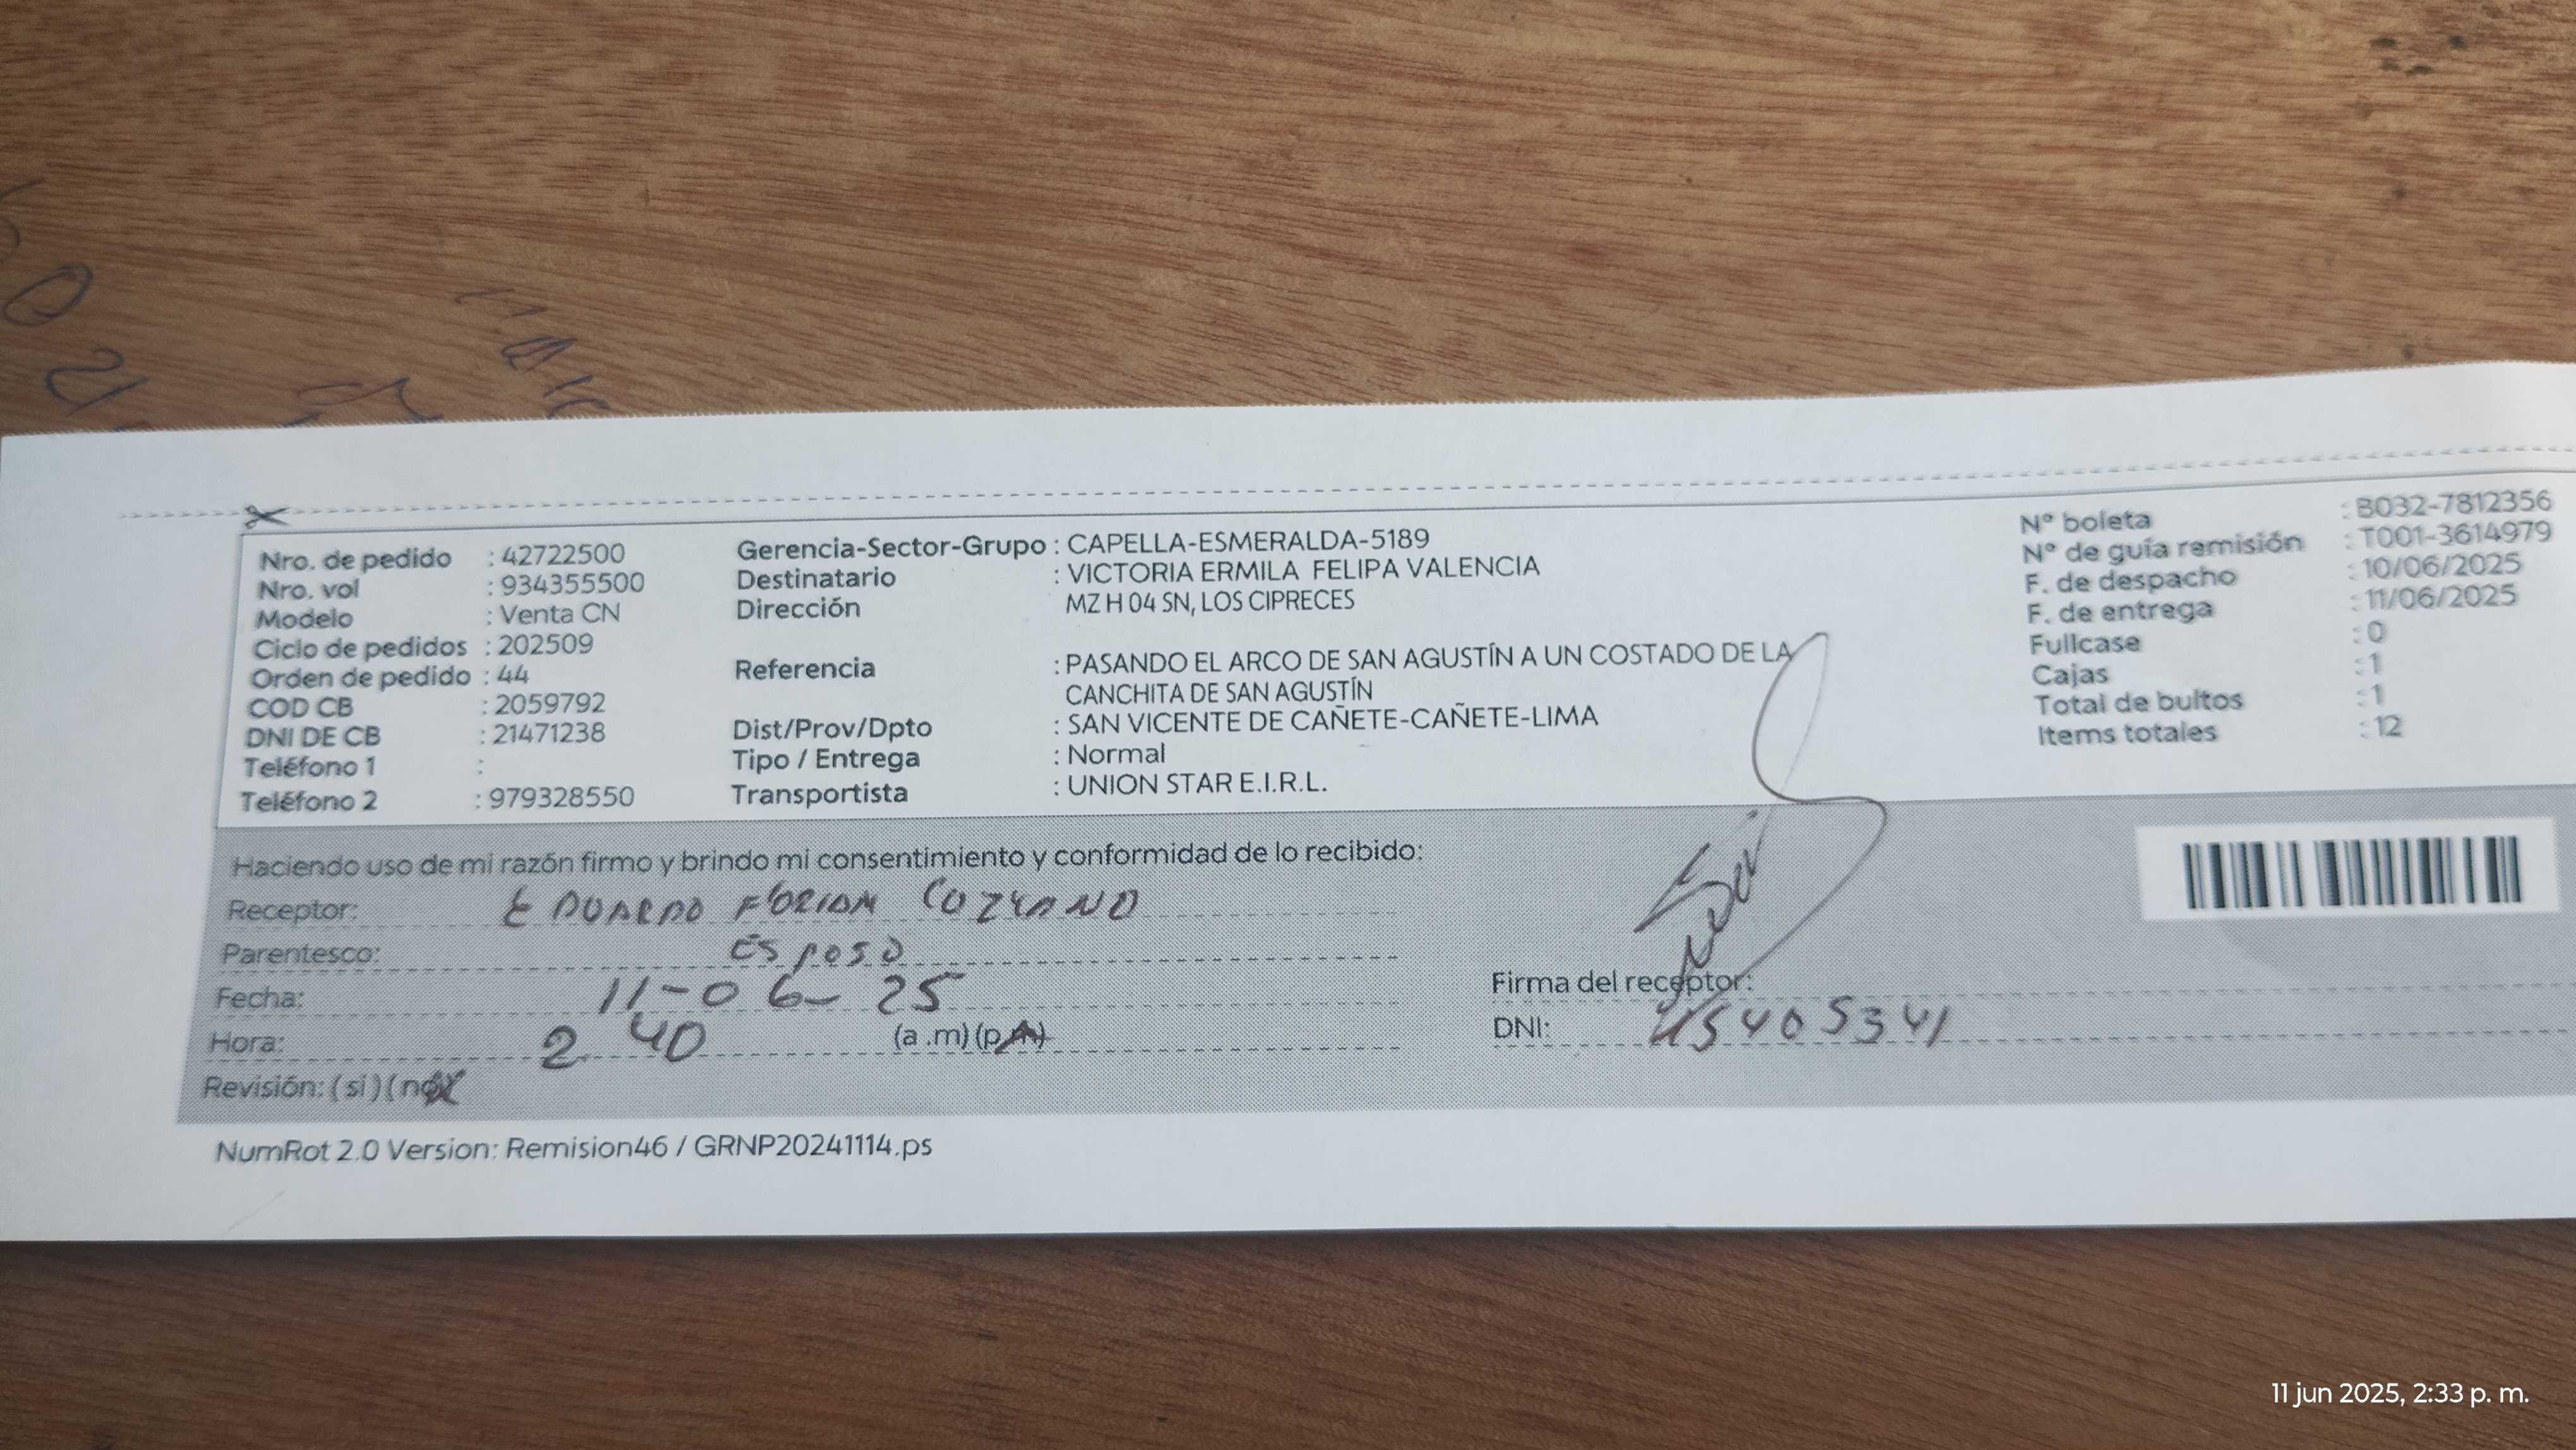 Nro. de pedido : 42722500
Nro. vol : 934355500
Modelo : Venta CN
Ciclo de pedidos : 202509
Orden de pedido : 44
COD CB : 2059792
DNI DE CB : 21471238
Teléfono 1 :
Teléfono 2 : 979328550
Gerencia-Sector-Grupo : CAPELLA-ESMERALDA-5189
Destinatario : VICTORIA ERMILA FELIPA VALENCIA
Dirección MZ H 04 SN, LOS CIPRECES
Referencia : PASANDO EL ARCO DE SAN AGUSTÍN A UN COSTADO DE LA
CANCHITA DE SAN AGUSTÍN
Dist/Prov/Dpto : SAN VICENTE DE CAÑETE-CAÑETE-LIMA
Tipo / Entrega : Normal
Transportista : UNION STAR E.I.R.L.
N° boleta : B032-7812356
N° de guía remisión : T001-3614979
F. de despacho : 10/06/2025
F. de entrega : 11/06/2025
Fullcase : 0
Cajas : 1
Total de bultos : 1
Items totales : 12
Haciendo uso de mi razón firmo y brindo mi consentimiento y conformidad de lo recibido:
Receptor: EDUARDO FLORIAN
Parentesco: ESPOSO
Fecha: 11-06-25
Hora: 2 40 (a.m) (p.m)
Revisión: (si) (no)
Firma del receptor:
DNI: 45405341
NumRot 2.0 Version: Remision46 / GRNP20241114.ps
11 jun 2025, 2:33 p. m.